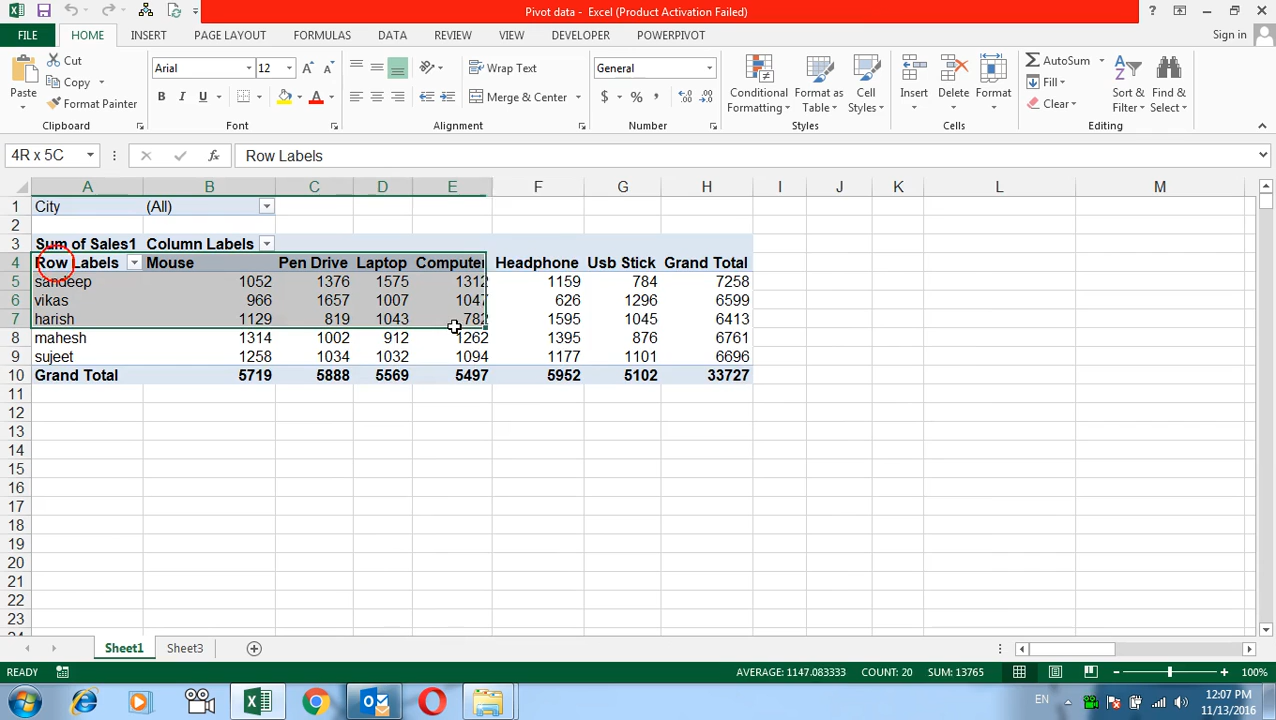 Pivot data - Excel (Product Activation Failed)
FILE HOME INSERT PAGE LAYOUT FORMULAS DATA REVIEW VIEW DEVELOPER POWERPIVOT Sign in
Cut
Copy
Format Painter
Paste
Clipboard
Arial 12
B I U
Font
Wrap Text
Merge & Center
Alignment
General
$ % ,
Number
Conditional Formatting
Format as Table
Cell Styles
Styles
Insert Delete Format
Cells
AutoSum
Fill
Clear
Sort & Filter
Find & Select
Editing
4R x 5C fx Row Labels
A B C D E F G H I J K L M
1 City (All)
2
3 Sum of Sales1 Column Labels
4 Row Labels Mouse Pen Drive Laptop Computer Headphone Usb Stick Grand Total
5 sandeep 1052 1376 1575 1312 1159 784 7258
6 vikas 966 1657 1007 1047 626 1296 6599
7 harish 1129 819 1043 782 1595 1045 6413
8 mahesh 1314 1002 912 1262 1395 876 6761
9 sujeet 1258 1034 1032 1094 1177 1101 6696
10 Grand Total 5719 5888 5569 5497 5952 5102 33727
11
12
13
14
15
16
17
18
19
20
21
22
23
Sheet1 Sheet3
READY AVERAGE: 1147.083333 COUNT: 20 SUM: 13765 100%
EN 12:07 PM
11/13/2016